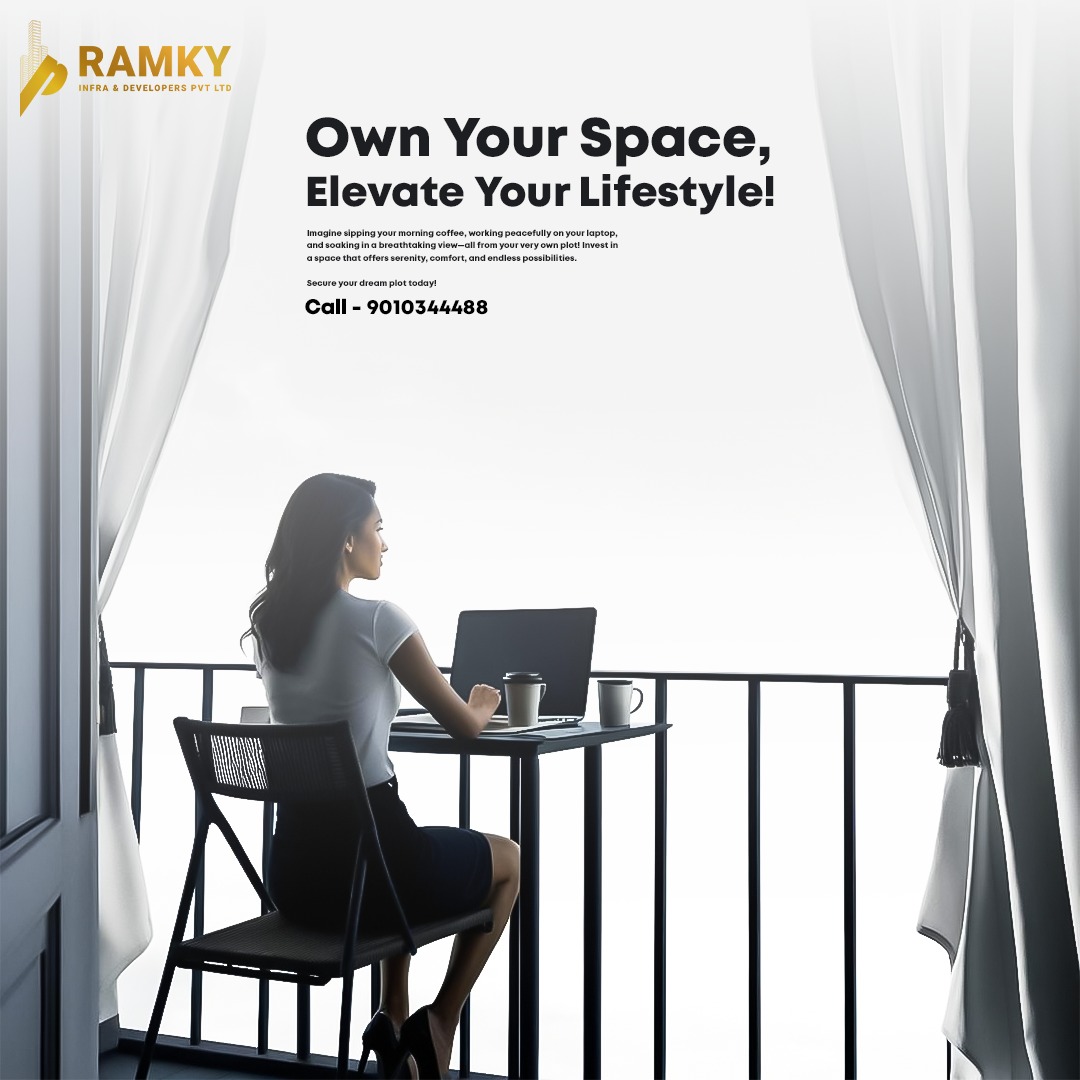 RAMKY
INFRA & DEVELOPERS PVT LTD
Own Your Space,
Elevate Your Lifestyle!
Imagine sipping your morning coffee, working peacefully on your laptop,
and soaking in a breathtaking view—all from your very own plot! Invest in
a space that offers serenity, comfort, and endless possibilities.
Secure your dream plot today!
Call - 9010344488